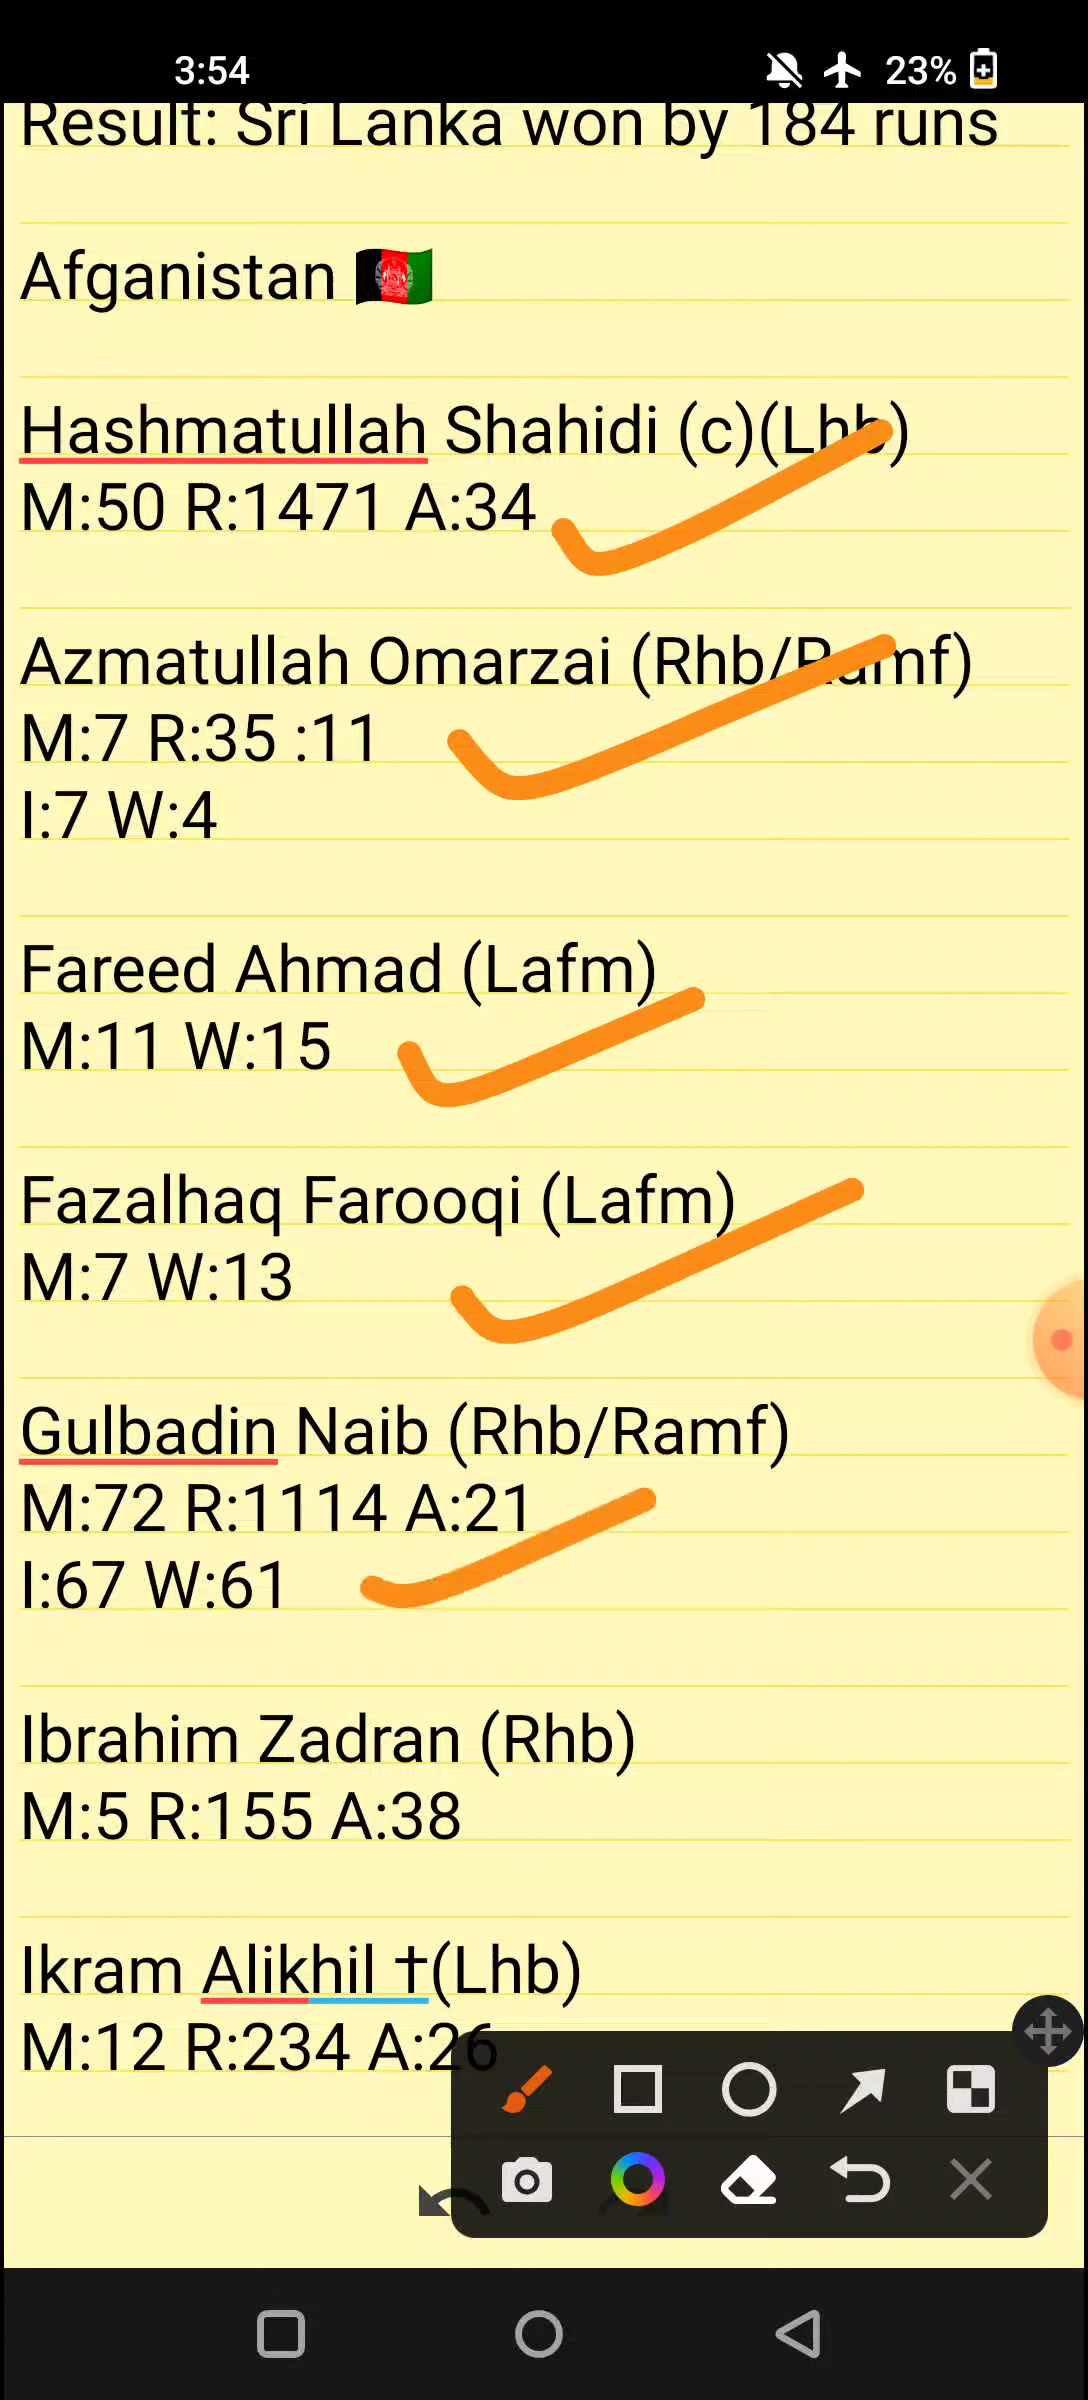 3:54 23%
Result: Sri Lanka won by 184 runs
Afganistan 🇦🇫
Hashmatullah Shahidi (c)(Lhb)
M:50 R:1471 A:34
Azmatullah Omarzai (Rhb/Ramf)
M:7 R:35 :11
I:7 W:4
Fareed Ahmad (Lafm)
M:11 W:15
Fazalhaq Farooqi (Lafm)
M:7 W:13
Gulbadin Naib (Rhb/Ramf)
M:72 R:1114 A:21
I:67 W:61
Ibrahim Zadran (Rhb)
M:5 R:155 A:38
Ikram Alikhil †(Lhb)
M:12 R:234 A:26